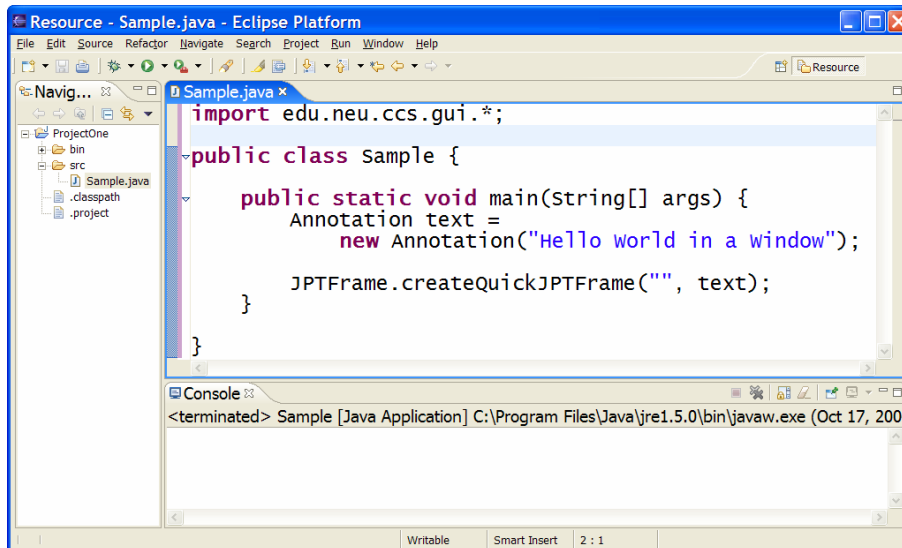 Resource - Sample.java - Eclipse Platform
File Edit Source Refactor Navigate Search Project Run Window Help
Resource
Navig...
ProjectOne
bin
src
Sample.java
.classpath
.project
Sample.java
import edu.neu.ccs.gui.*;
public class Sample {
public static void main(String[] args) {
Annotation text =
new Annotation("Hello World in a Window");
JPTFrame.createQuickJPTFrame("", text);
}
}
Console
<terminated> Sample [Java Application] C:\Program Files\Java\jre1.5.0\bin\javaw.exe (Oct 17, 200
Writable Smart Insert 2 : 1